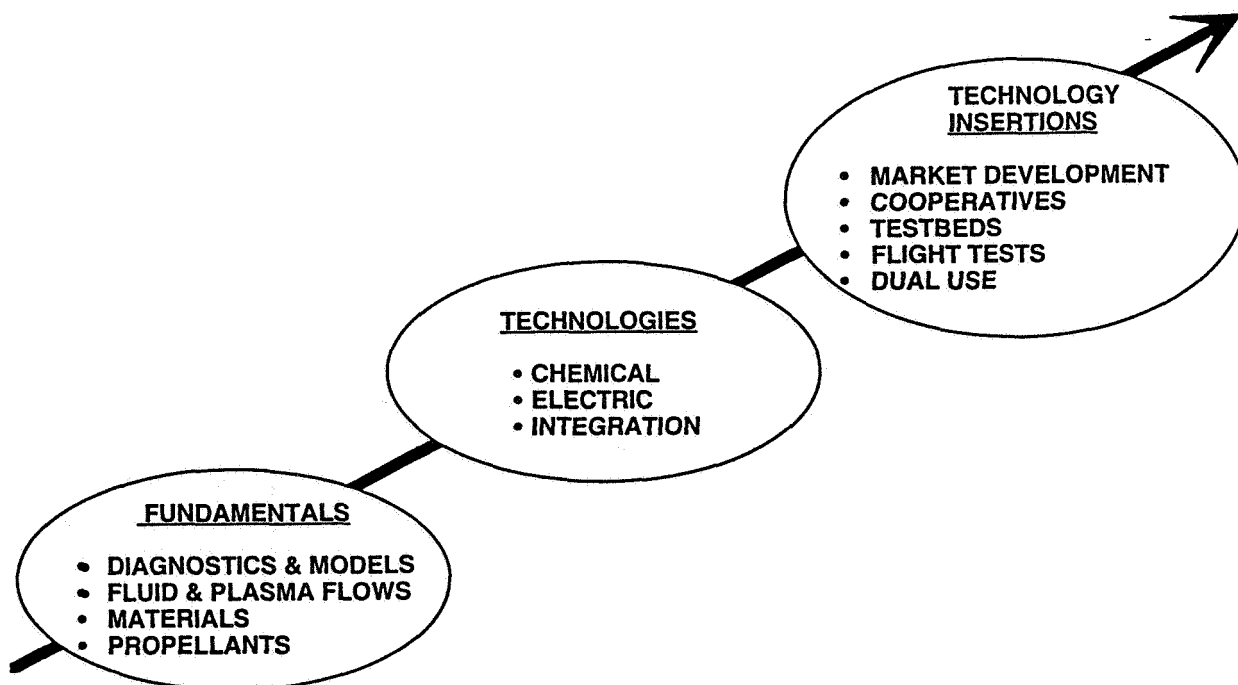 TECHNOLOGY
INSERTIONS
• MARKET DEVELOPMENT
• COOPERATIVES
• TESTBEDS
• FLIGHT TESTS
• DUAL USE
TECHNOLOGIES
• CHEMICAL
• ELECTRIC
• INTEGRATION
FUNDAMENTALS
• DIAGNOSTICS & MODELS
• FLUID & PLASMA FLOWS
• MATERIALS
• PROPELLANTS